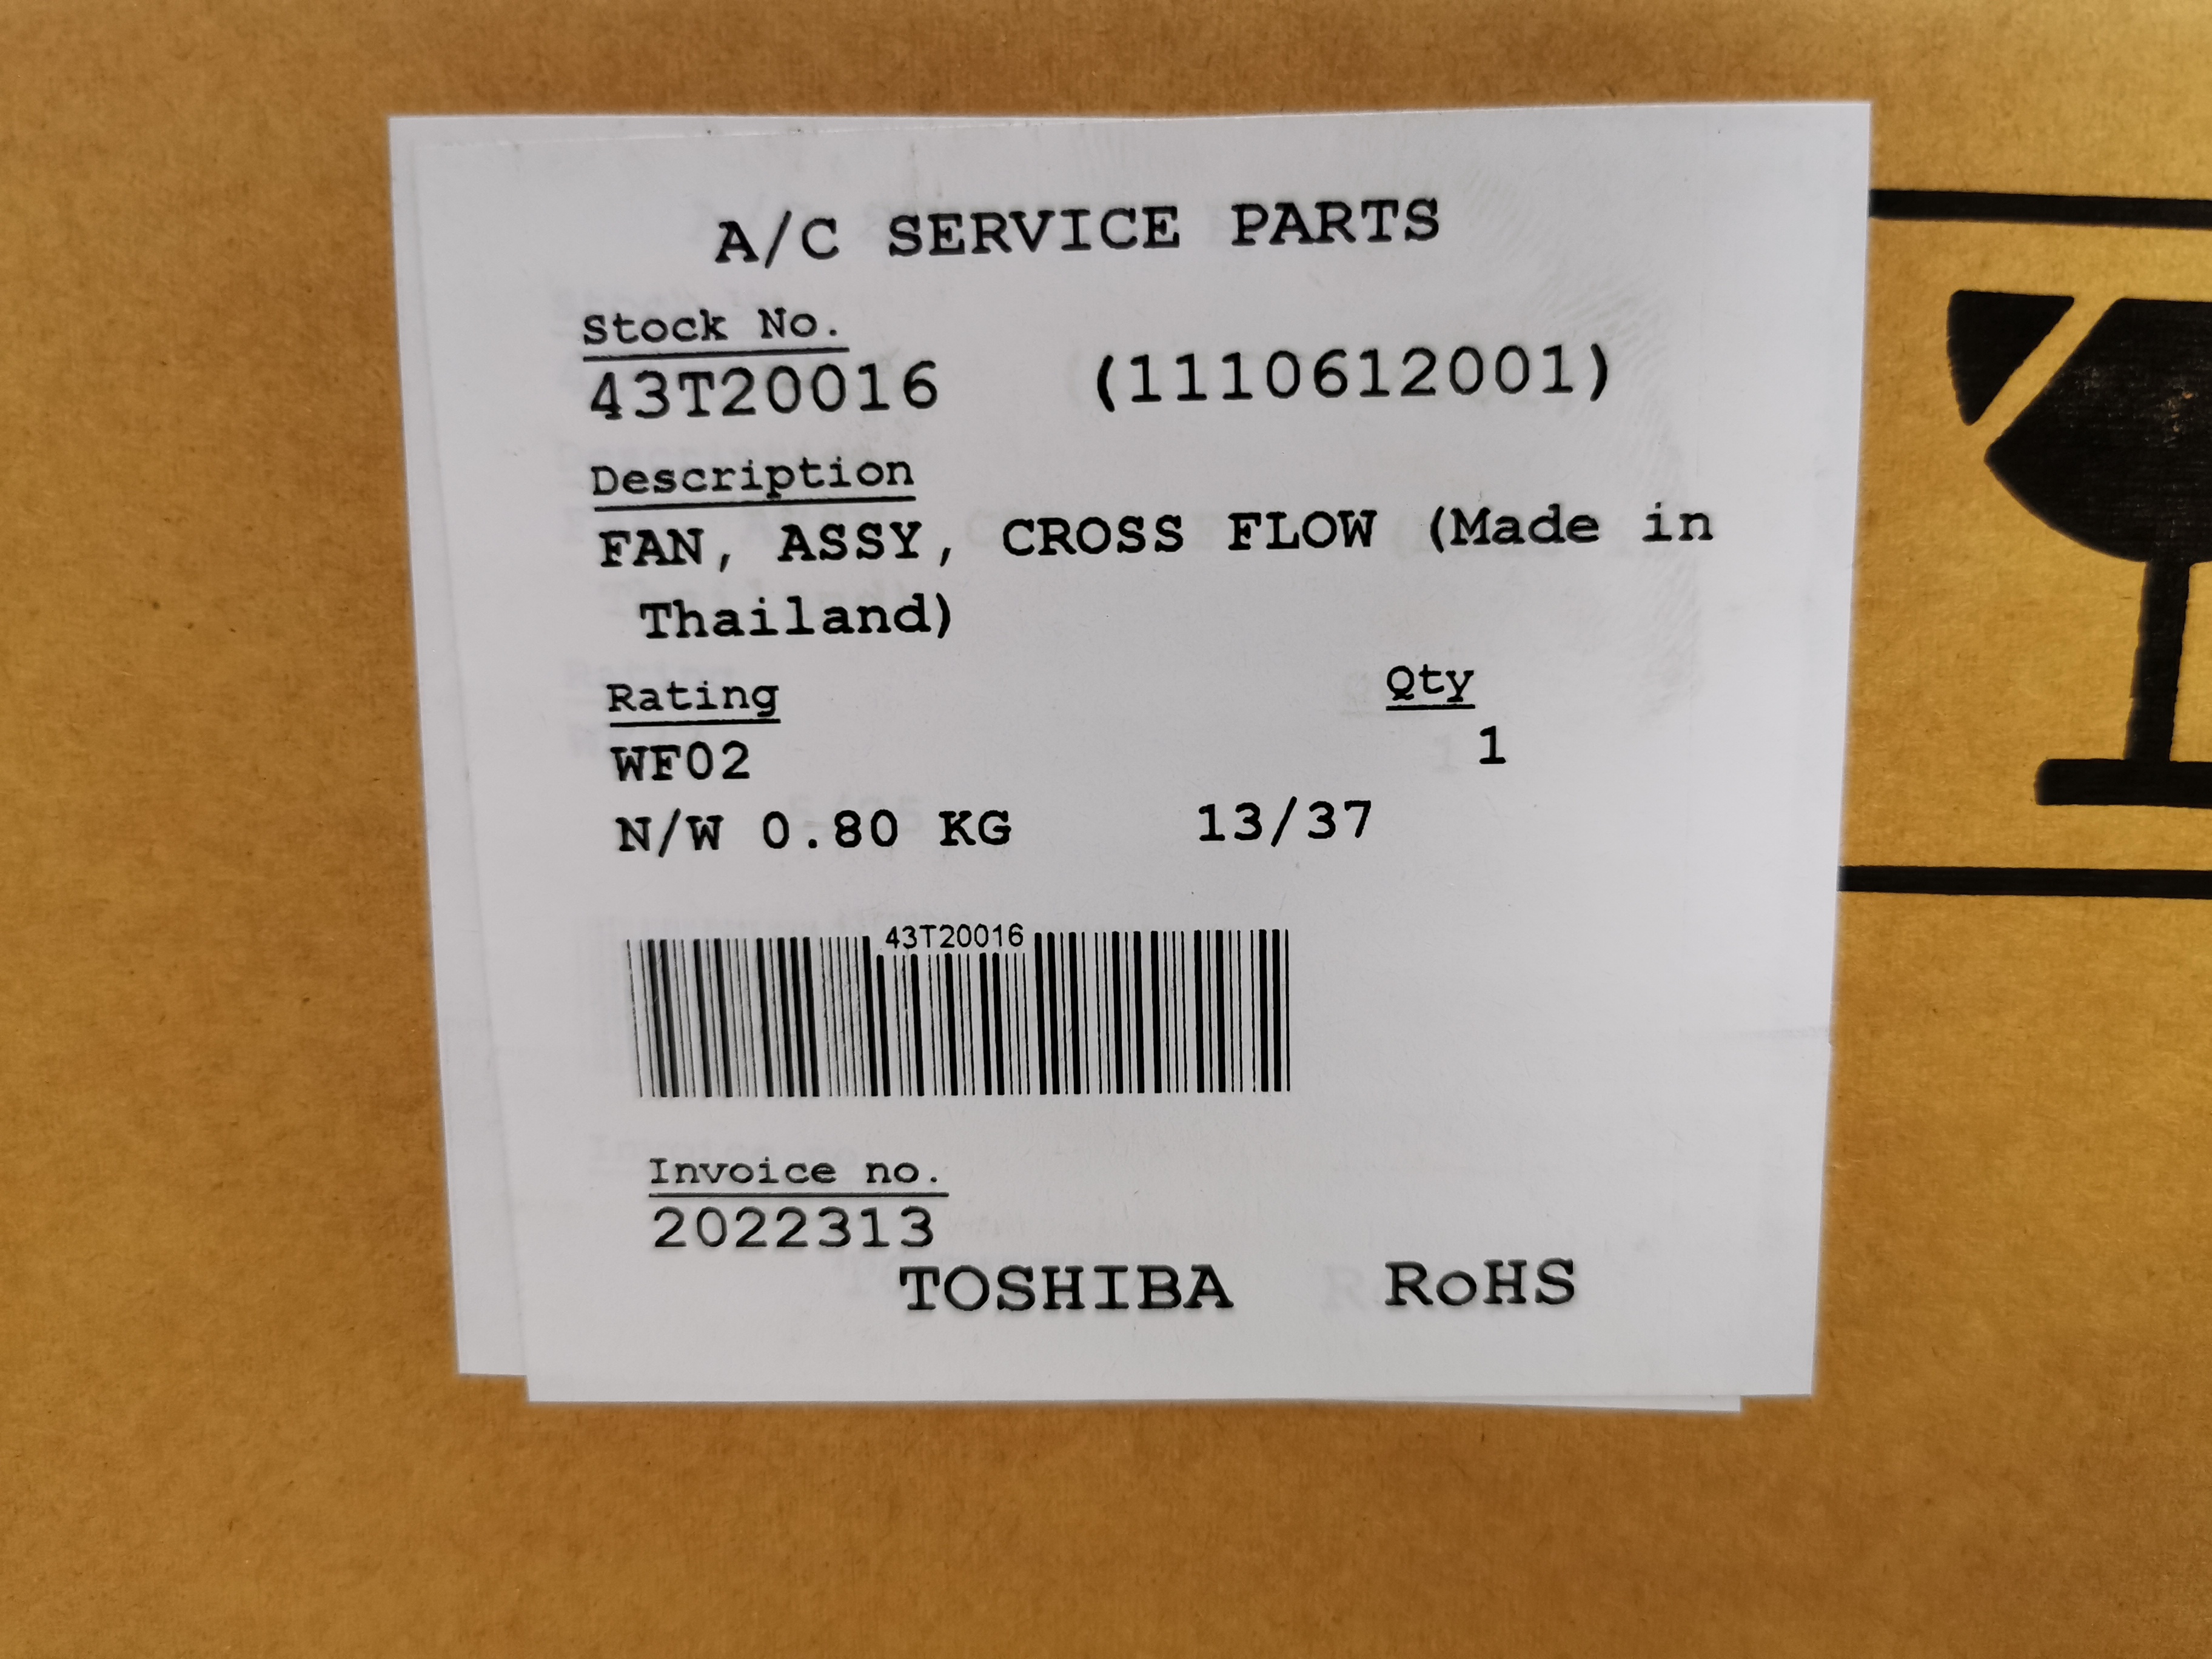 A/C SERVICE PARTS
Stock No.
43T20016 (1110612001)
Description
FAN, ASSY, CROSS FLOW (Made in
Thailand)
Rating Qty
WF02 1
N/W 0.80 KG 13/37
43T20016
Invoice no.
2022313
TOSHIBA RoHS